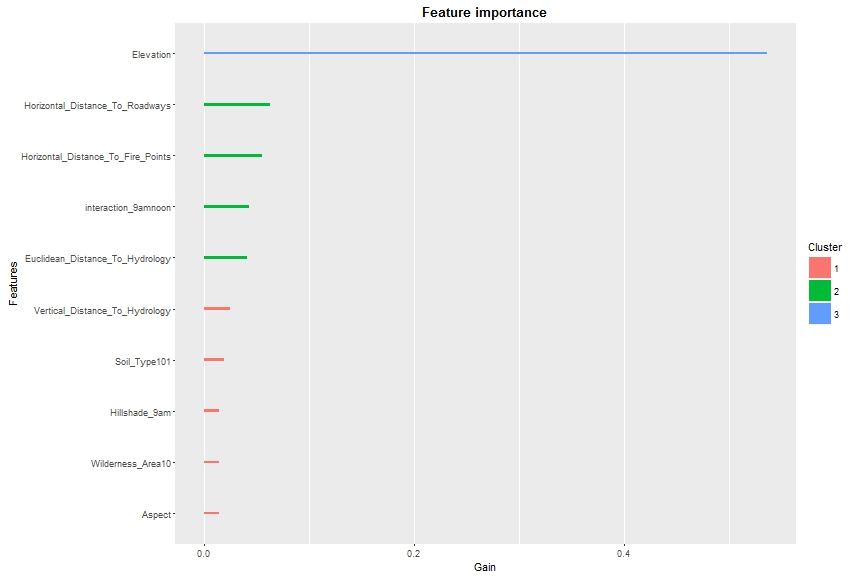 Feature importance
Elevation
Horizontal_Distance_To_Roadways
Horizontal_Distance_To_Fire_Points
interaction_9amnoon
Euclidean_Distance_To_Hydrology
Vertical_Distance_To_Hydrology
Soil_Type101
Hillshade_9am
Wilderness_Area10
Aspect
Features
0.0 0.2 0.4
Gain
Cluster
1
2
3